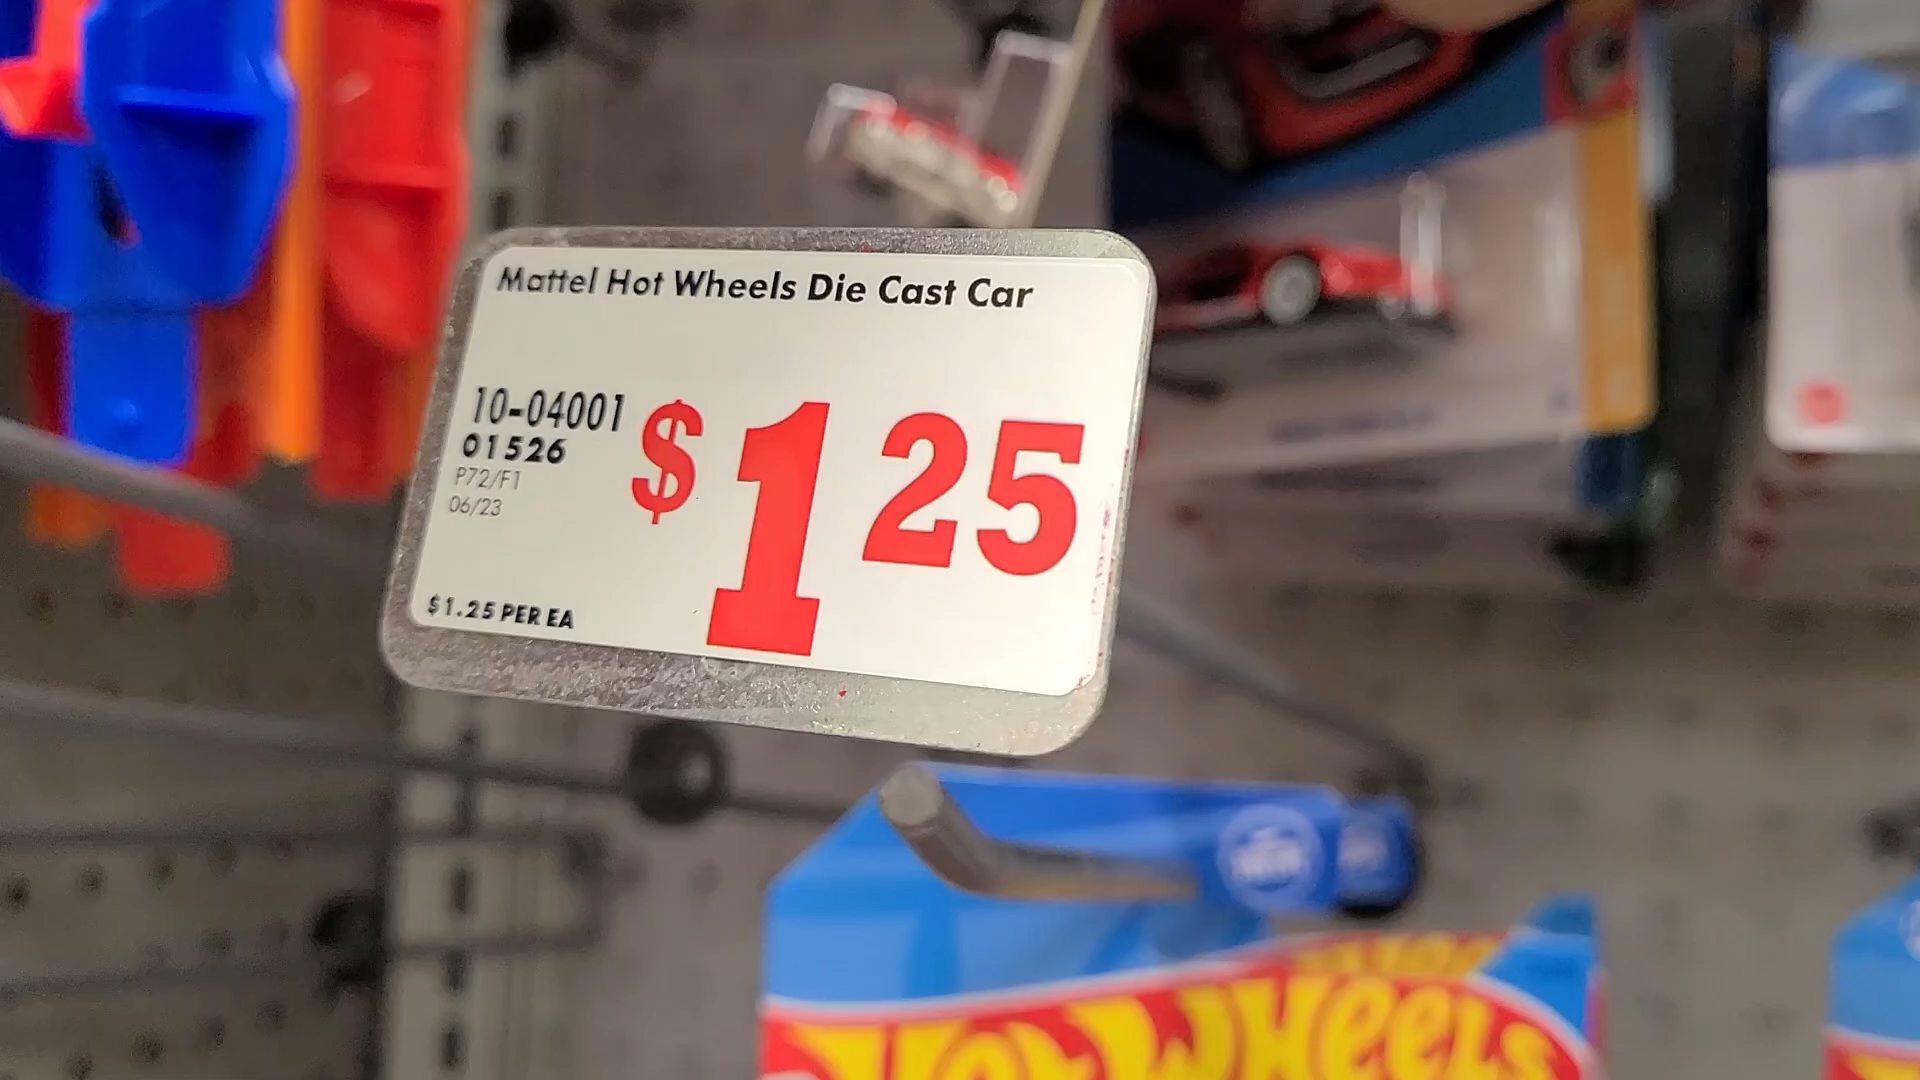 Mattel Hot Wheels Die Cast Car
10-04001
01526
P72/F1
06/23
$1.25
$1.25 PER EA
NEW
Hot Wheels